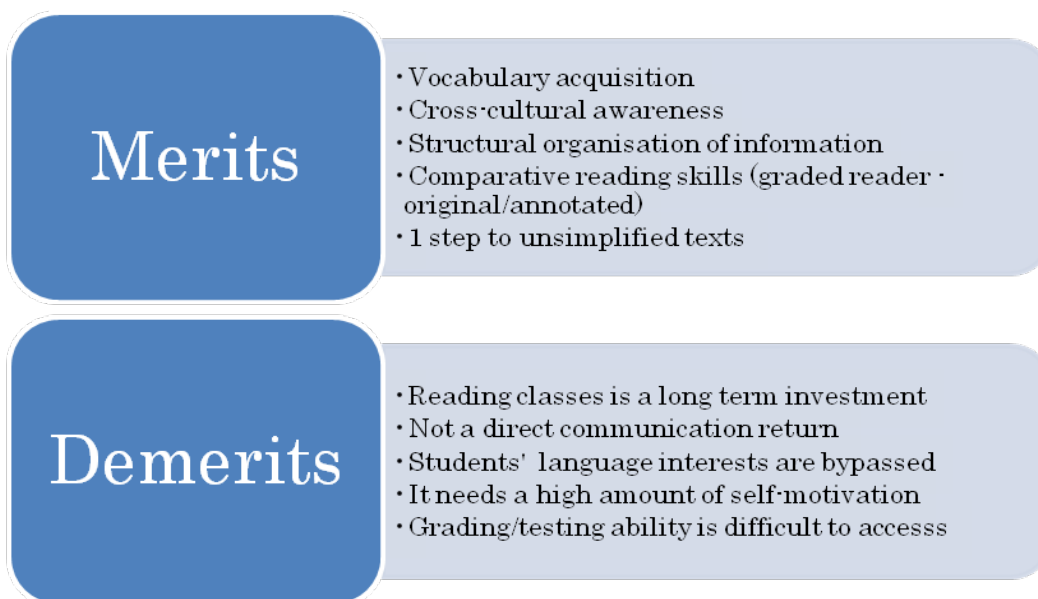 Merits
・Vocabulary acquisition
・Cross-cultural awareness
・Structural organisation of information
・Comparative reading skills (graded reader -
original/annotated)
・1 step to unsimplified texts
Demerits
・Reading classes is a long term investment
・Not a direct communication return
・Students' language interests are bypassed
・It needs a high amount of self-motivation
・Grading/testing ability is difficult to accesss